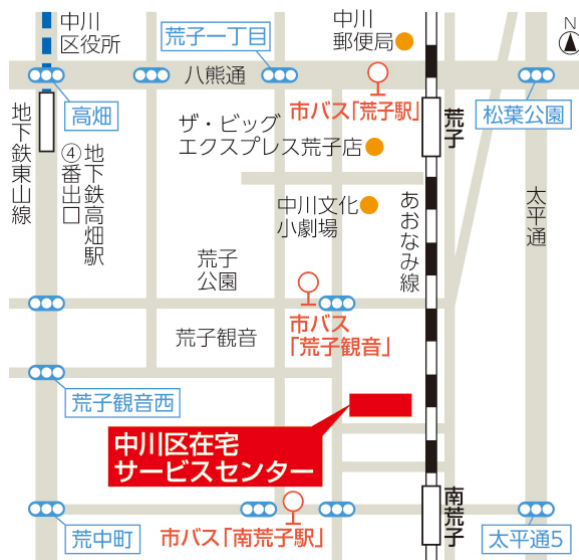 中川
区役所
荒子一丁目
中川
郵便局
N
八熊通
高畑
市バス「荒子駅」
荒子
松葉公園
ザ・ビッグ
エクスプレス荒子店
地下鉄東山線
④番出口
地下鉄高畑駅
中川文化
小劇場
あおなみ線
太平通
荒子
公園
市バス
「荒子観音」
荒子観音
荒子観音西
中川区在宅
サービスセンター
南荒子
荒中町
市バス「南荒子駅」
太平通5